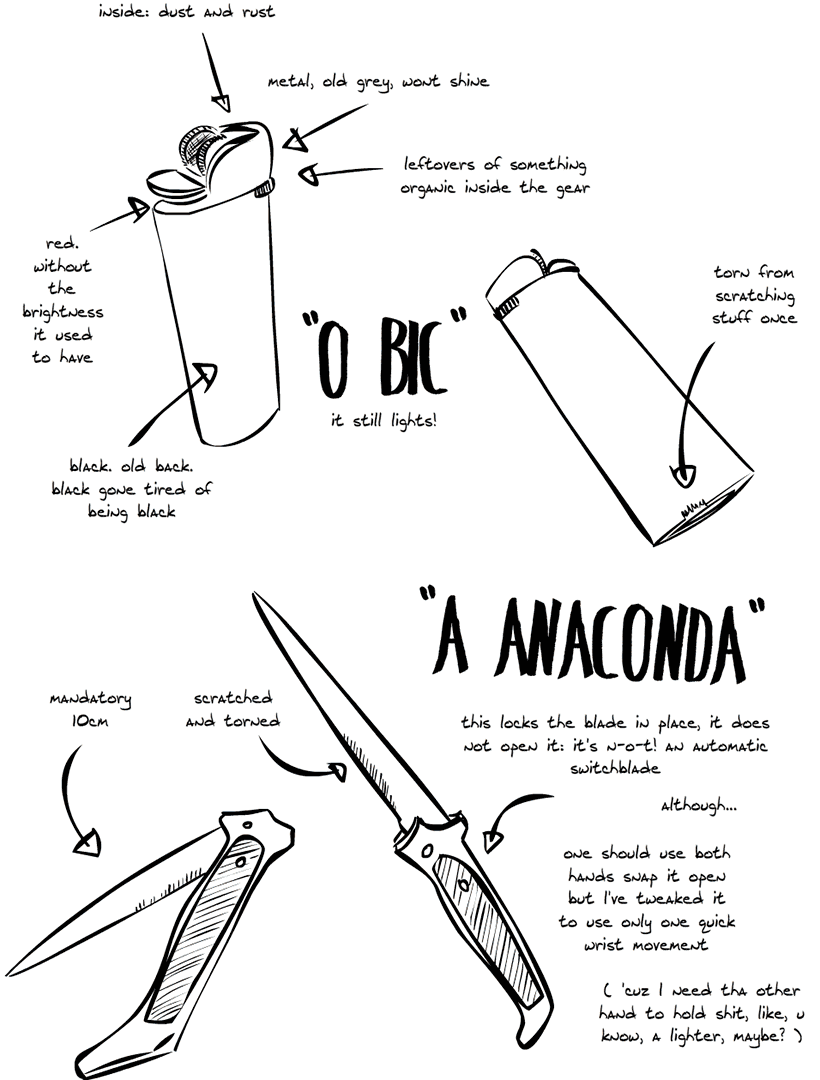 inside: dust and rust
metal, old grey, wont shine
leftovers of something
organic inside the gear
red.
without
the
brightness
it used
to have
torn from
scratching
stuff once
"O BIC"
it still lights!
black. old back.
black gone tired of
being black
"A ANACONDA"
mandatory
10cm
scratched
and torned
this locks the blade in place, it does
not open it: it's n-o-t! an automatic
switchblade
although...
one should use both
hands snap it open
but I've tweaked it
to use only one quick
wrist movement
( 'cuz I need tha other
hand to hold shit, like, u
know, a lighter, maybe? )